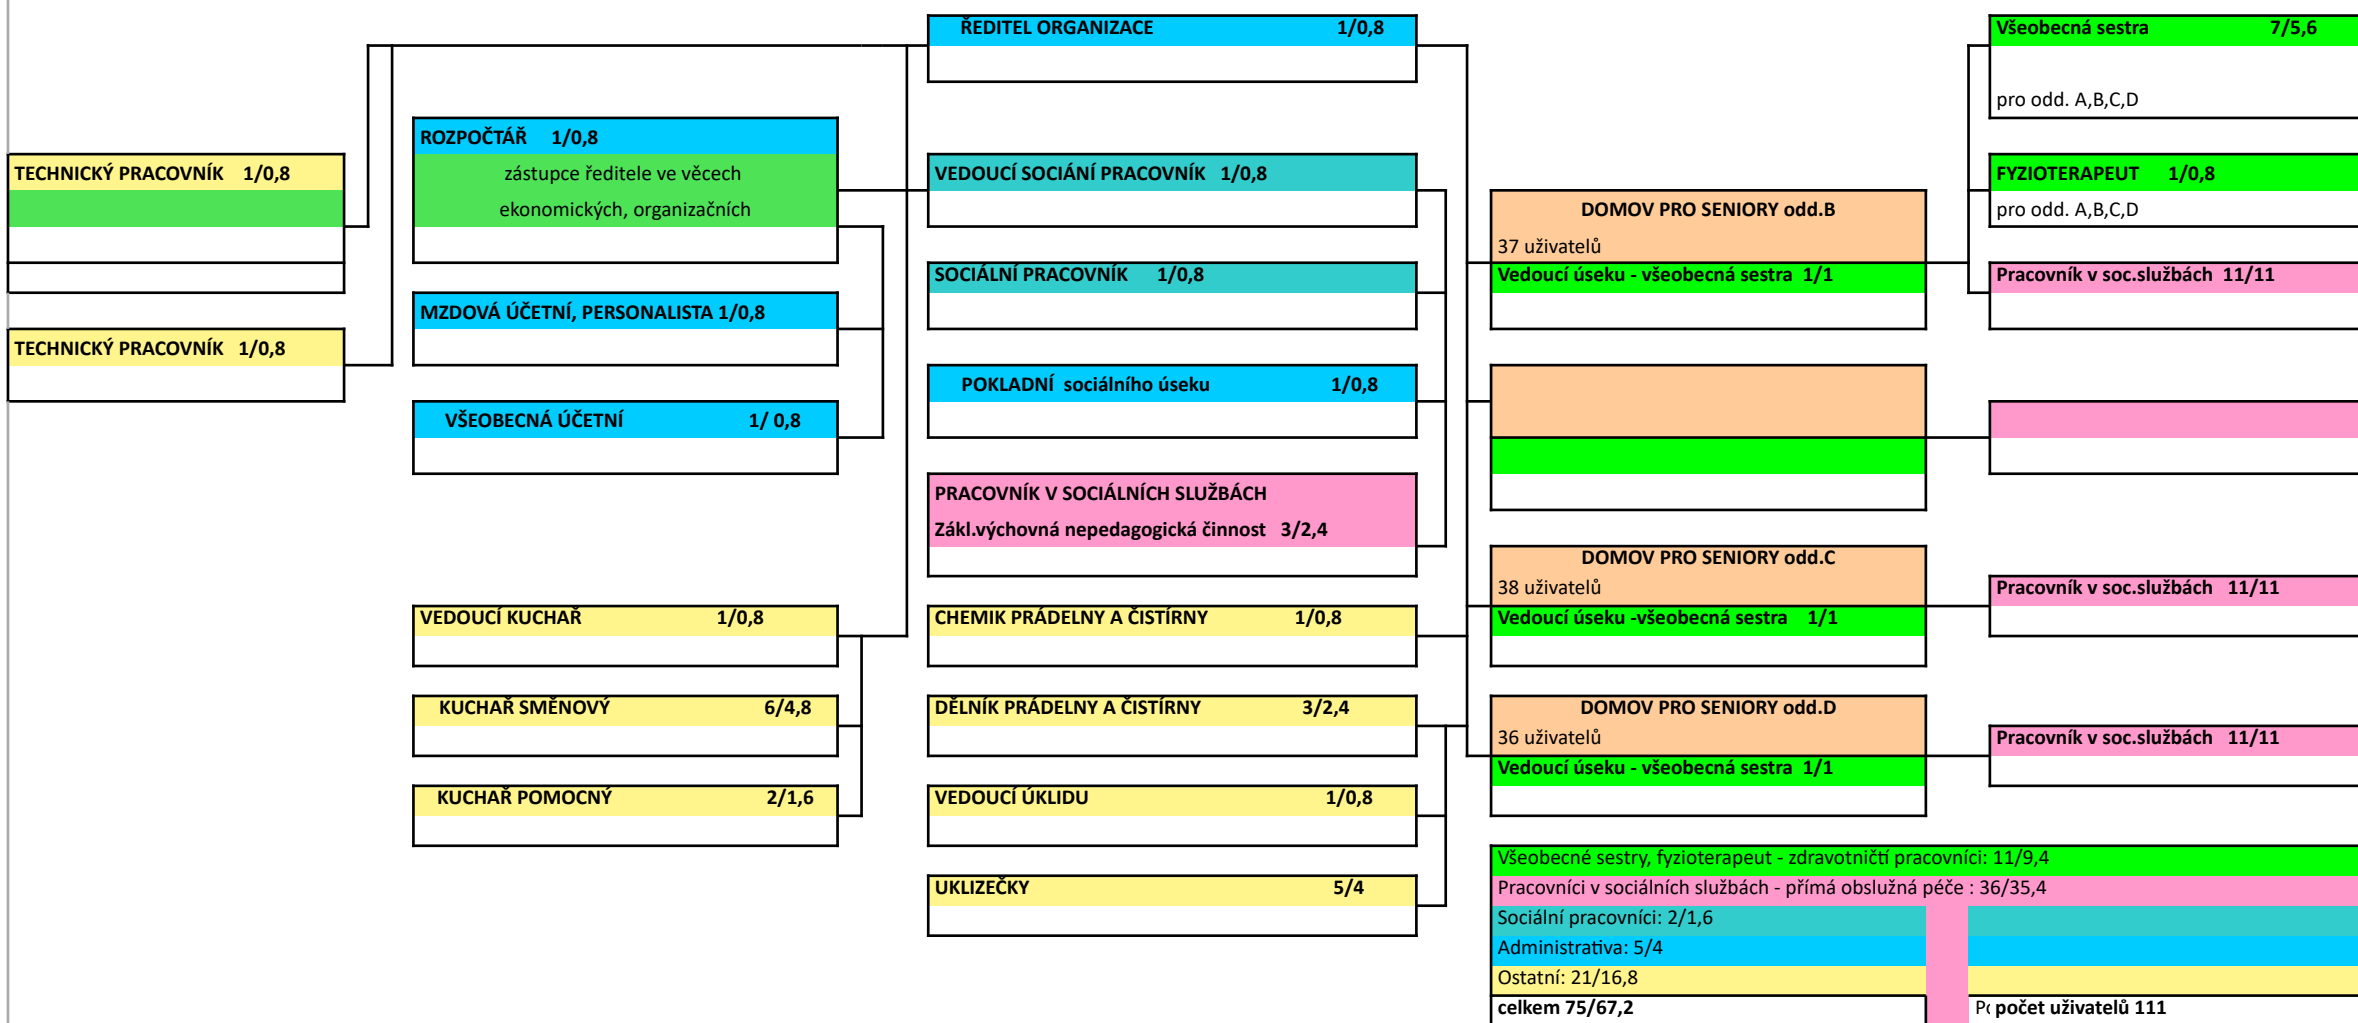 ŘEDITEL ORGANIZACE 1/0,8
Všeobecná sestra 7/5,6
pro odd. A,B,C,D
ROZPOČTÁŘ 1/0,8
zástupce ředitele ve věcech
ekonomických, organizačních
TECHNICKÝ PRACOVNÍK 1/0,8
VEDOUCÍ SOCIÁNÍ PRACOVNÍK 1/0,8
FYZIOTERAPEUT 1/0,8
pro odd. A,B,C,D
DOMOV PRO SENIORY odd.B
37 uživatelů
Vedoucí úseku - všeobecná sestra 1/1
SOCIÁLNÍ PRACOVNÍK 1/0,8
Pracovník v soc.službách 11/11
MZDOVÁ ÚČETNÍ, PERSONALISTA 1/0,8
TECHNICKÝ PRACOVNÍK 1/0,8
POKLADNÍ sociálního úseku 1/0,8
VŠEOBECNÁ ÚČETNÍ 1/ 0,8
PRACOVNÍK V SOCIÁLNÍCH SLUŽBÁCH
Zákl.výchovná nepedagogická činnost 3/2,4
DOMOV PRO SENIORY odd.C
38 uživatelů
Vedoucí úseku -všeobecná sestra 1/1
Pracovník v soc.službách 11/11
VEDOUCÍ KUCHAŘ 1/0,8
CHEMIK PRÁDELNY A ČISTÍRNY 1/0,8
KUCHAŘ SMĚNOVÝ 6/4,8
DĚLNÍK PRÁDELNY A ČISTÍRNY 3/2,4
DOMOV PRO SENIORY odd.D
36 uživatelů
Vedoucí úseku - všeobecná sestra 1/1
Pracovník v soc.službách 11/11
KUCHAŘ POMOCNÝ 2/1,6
VEDOUCÍ ÚKLIDU 1/0,8
UKLIZEČKY 5/4
Všeobecné sestry, fyzioterapeut - zdravotničtí pracovníci: 11/9,4
Pracovníci v sociálních službách - přímá obslužná péče : 36/35,4
Sociální pracovníci: 2/1,6
Administrativa: 5/4
Ostatní: 21/16,8
celkem 75/67,2
počet uživatelů 111